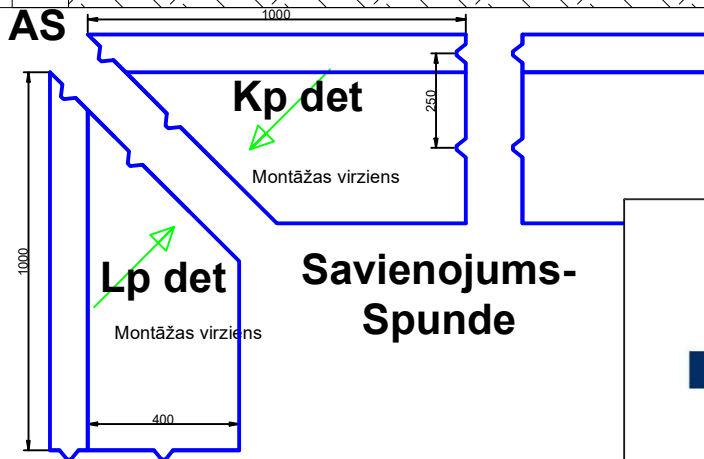 AS
1000
Kp det
250
Montāžas virziens
1000
Lp det
Savienojums-
Spunde
Montāžas virziens
400